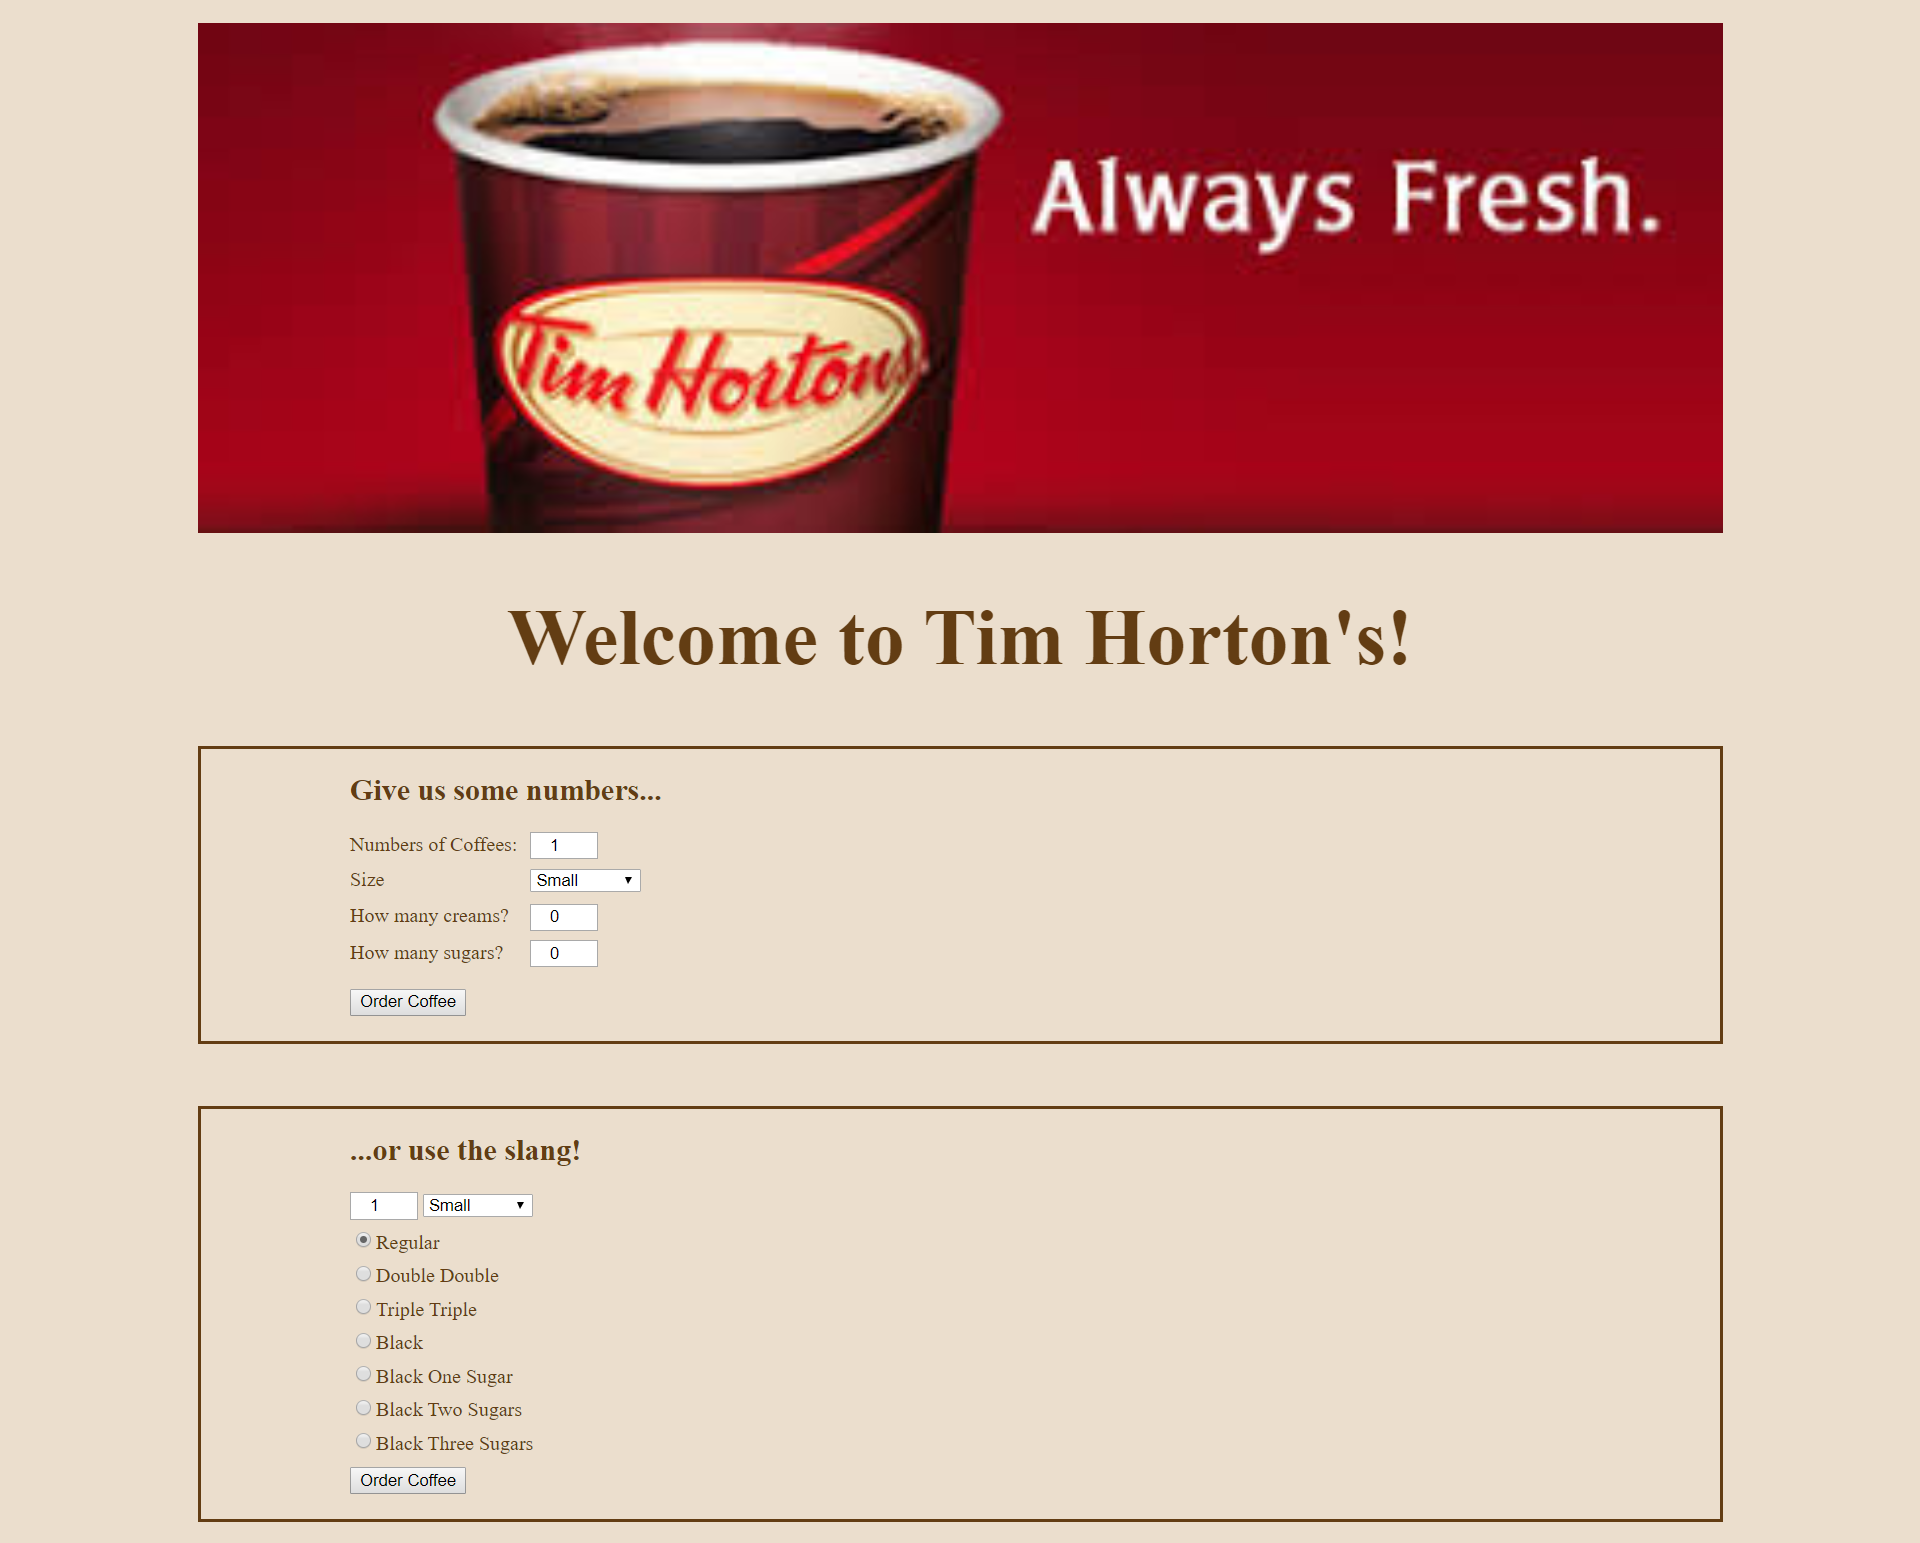 Always Fresh.
Tim Hortons.
Welcome to Tim Horton's!
Give us some numbers...
Numbers of Coffees: 1
Size Small
How many creams? 0
How many sugars? 0
Order Coffee
...or use the slang!
1 Small
Regular
Double Double
Triple Triple
Black
Black One Sugar
Black Two Sugars
Black Three Sugars
Order Coffee